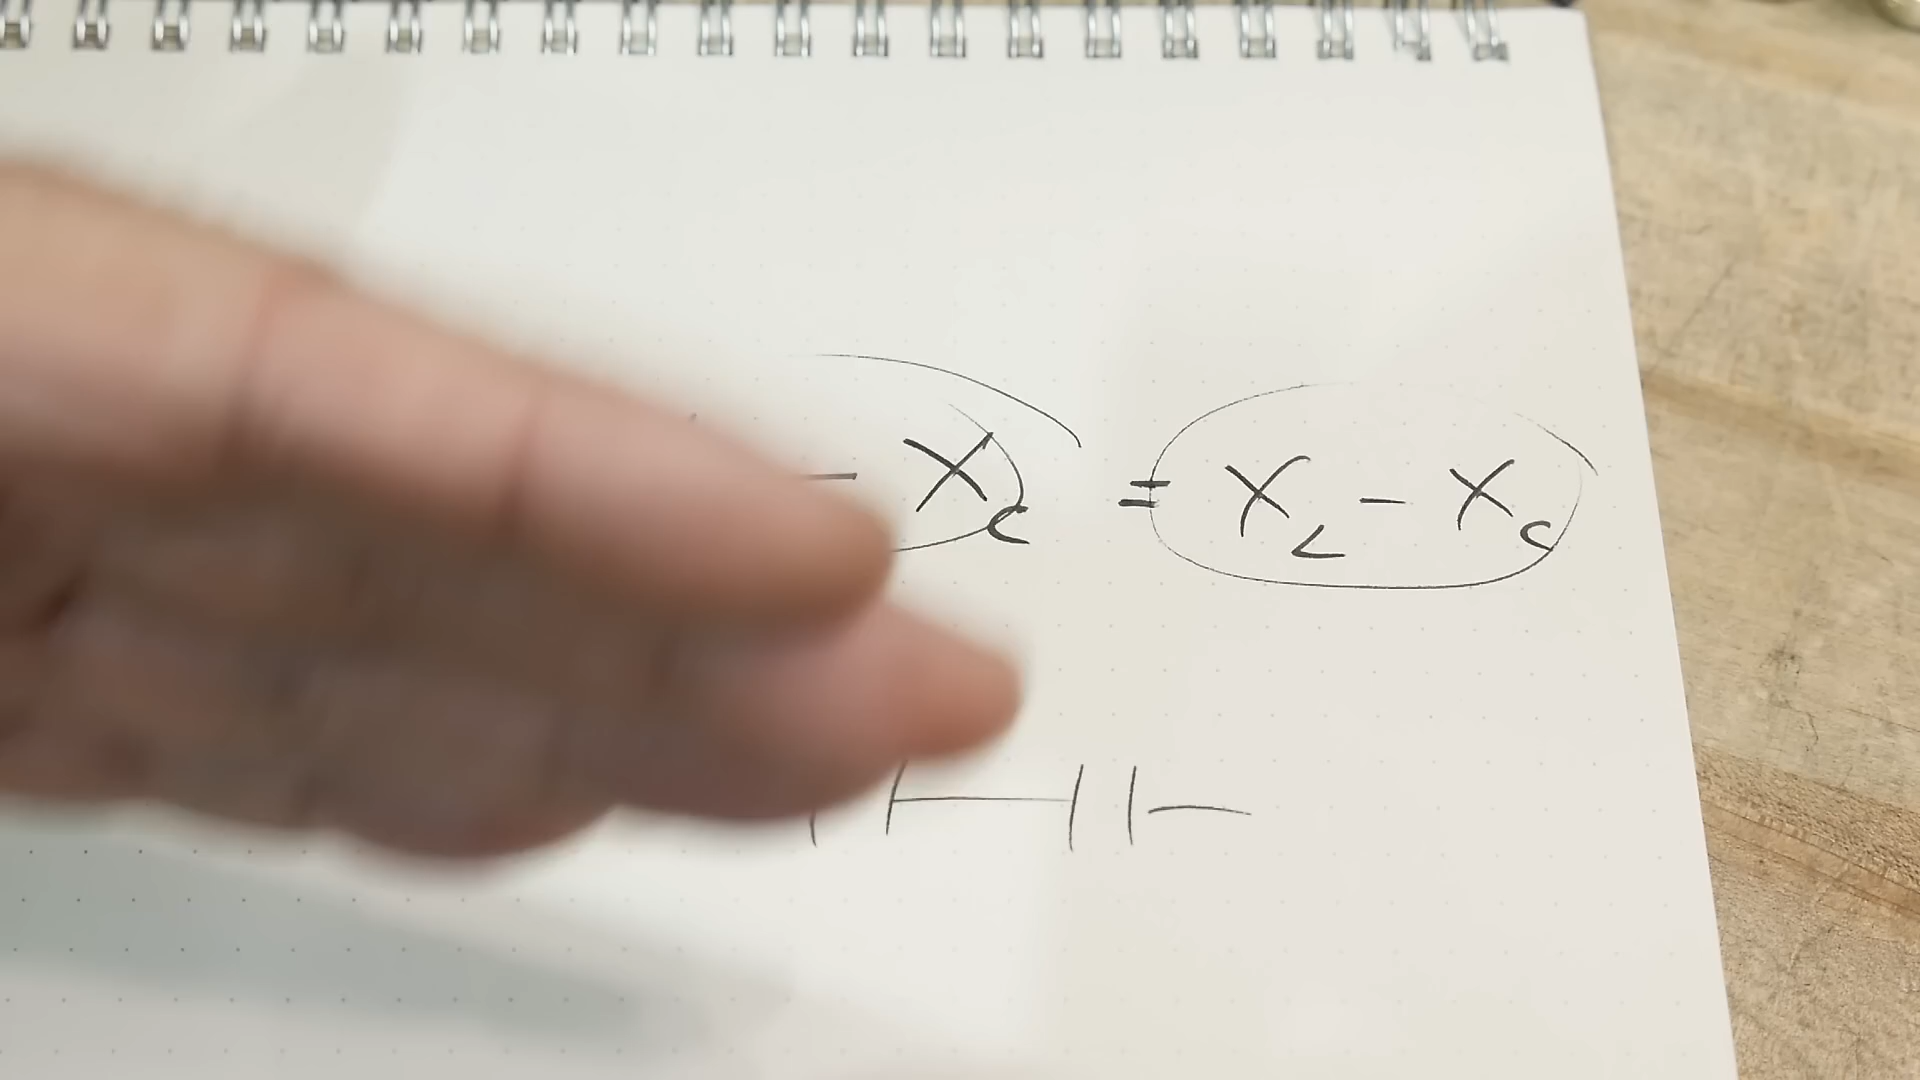 - X_C = X_L - X_C